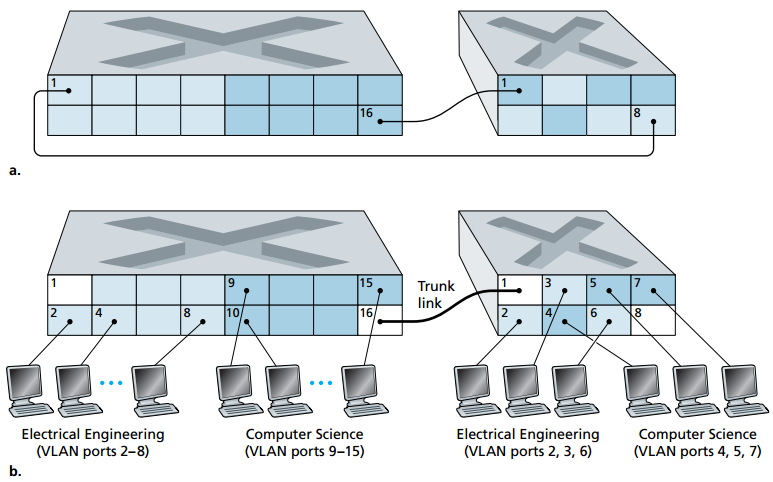 1
16
1
8
a.
1
9
15
2
4
8
10
16
Trunk
link
1
3
5
7
2
4
6
8
Electrical Engineering
(VLAN ports 2–8)
Computer Science
(VLAN ports 9–15)
Electrical Engineering
(VLAN ports 2, 3, 6)
Computer Science
(VLAN ports 4, 5, 7)
b.